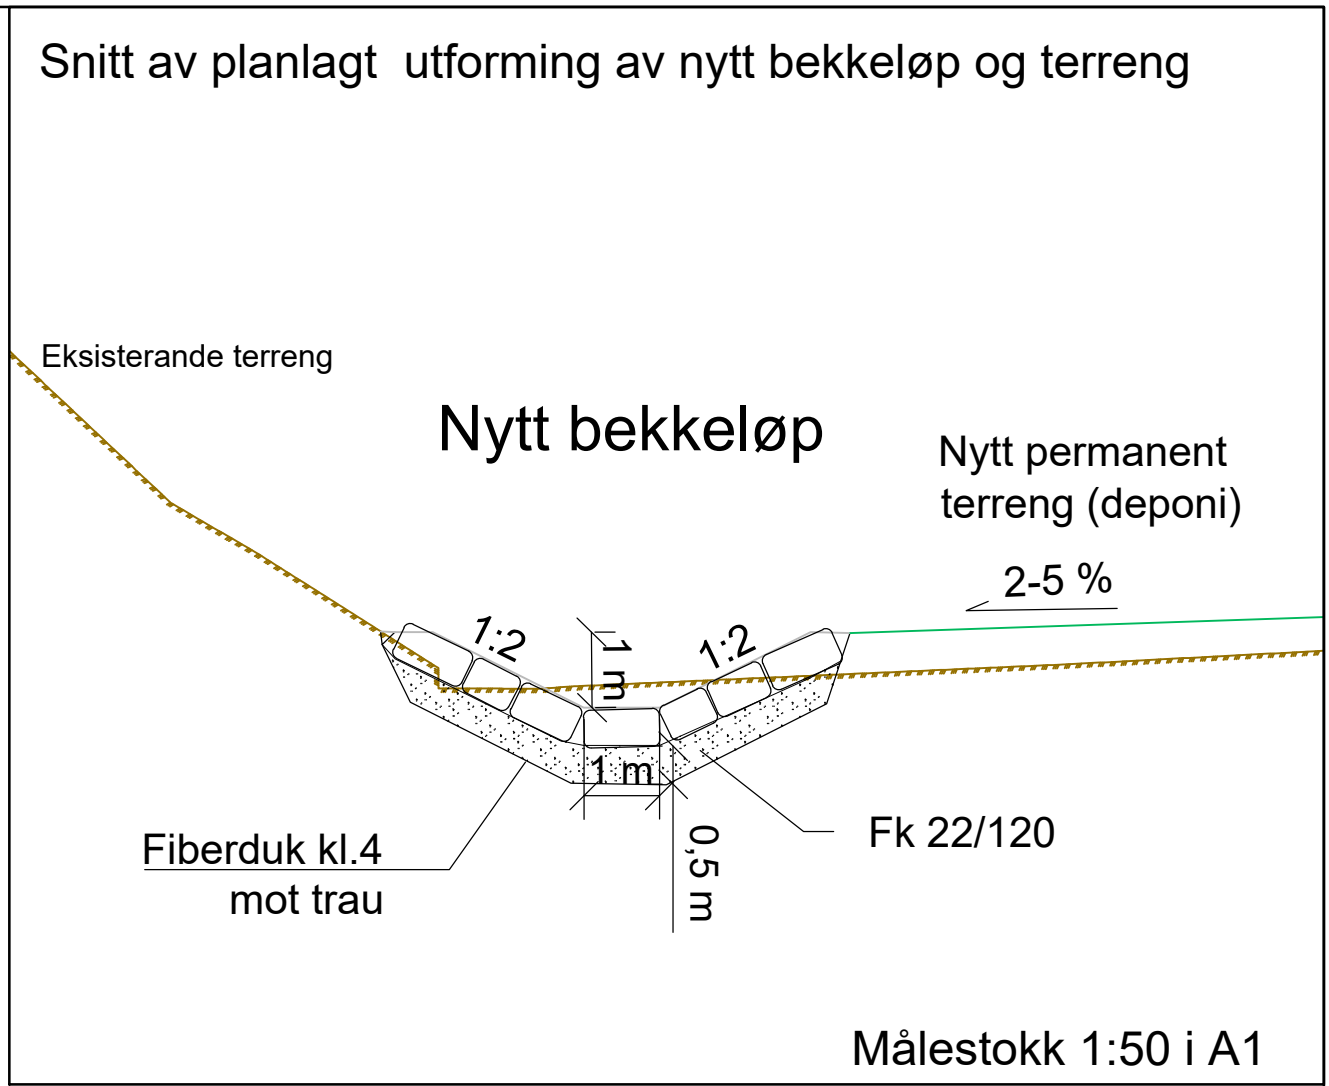 Snitt av planlagt utforming av nytt bekkeløp og terreng
Eksisterande terreng
Nytt bekkeløp
Nytt permanent
terreng (deponi)
2-5 %
1:2
1 m
1:2
1 m
0,5 m
Fk 22/120
Fiberduk kl.4
mot trau
Målestokk 1:50 i A1